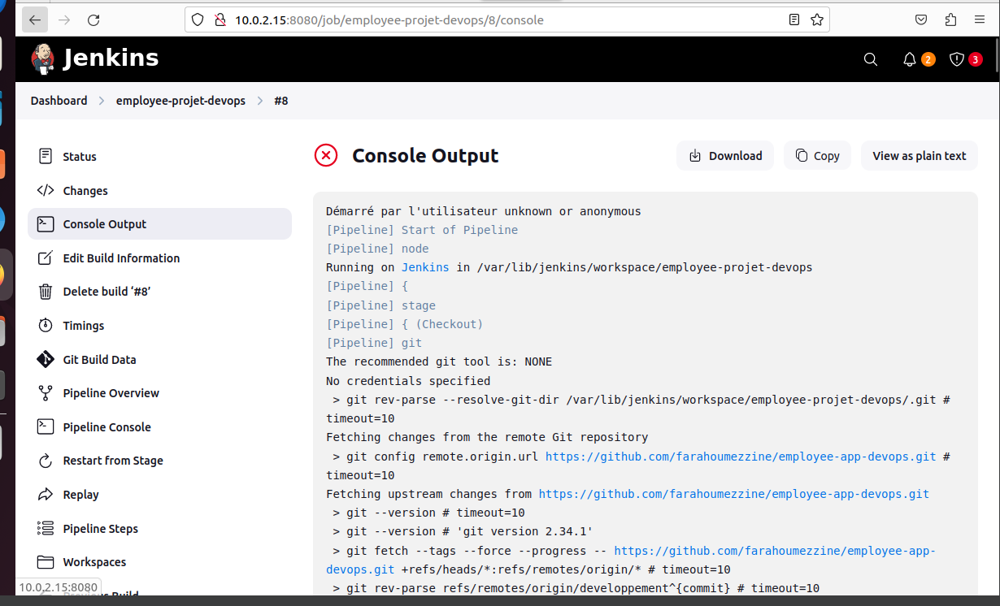 10.0.2.15:8080/job/employee-projet-devops/8/console
Jenkins
2
3
Dashboard
employee-projet-devops
#8
Status
Changes
Console Output
Edit Build Information
Delete build ‘#8’
Timings
Git Build Data
Pipeline Overview
Pipeline Console
Restart from Stage
Replay
Pipeline Steps
Workspaces
Previous Build
10.0.2.15:8080
Console Output
Download
Copy
View as plain text
Démarré par l'utilisateur unknown or anonymous
[Pipeline] Start of Pipeline
[Pipeline] node
Running on Jenkins in /var/lib/jenkins/workspace/employee-projet-devops
[Pipeline] {
[Pipeline] stage
[Pipeline] { (Checkout)
[Pipeline] git
The recommended git tool is: NONE
No credentials specified
> git rev-parse --resolve-git-dir /var/lib/jenkins/workspace/employee-projet-devops/.git #
timeout=10
Fetching changes from the remote Git repository
> git config remote.origin.url https://github.com/farahoumezzine/employee-app-devops.git #
timeout=10
Fetching upstream changes from https://github.com/farahoumezzine/employee-app-devops.git
> git --version # timeout=10
> git --version # 'git version 2.34.1'
> git fetch --tags --force --progress -- https://github.com/farahoumezzine/employee-app-
devops.git +refs/heads/*:refs/remotes/origin/* # timeout=10
> git rev-parse refs/remotes/origin/developpement^{commit} # timeout=10